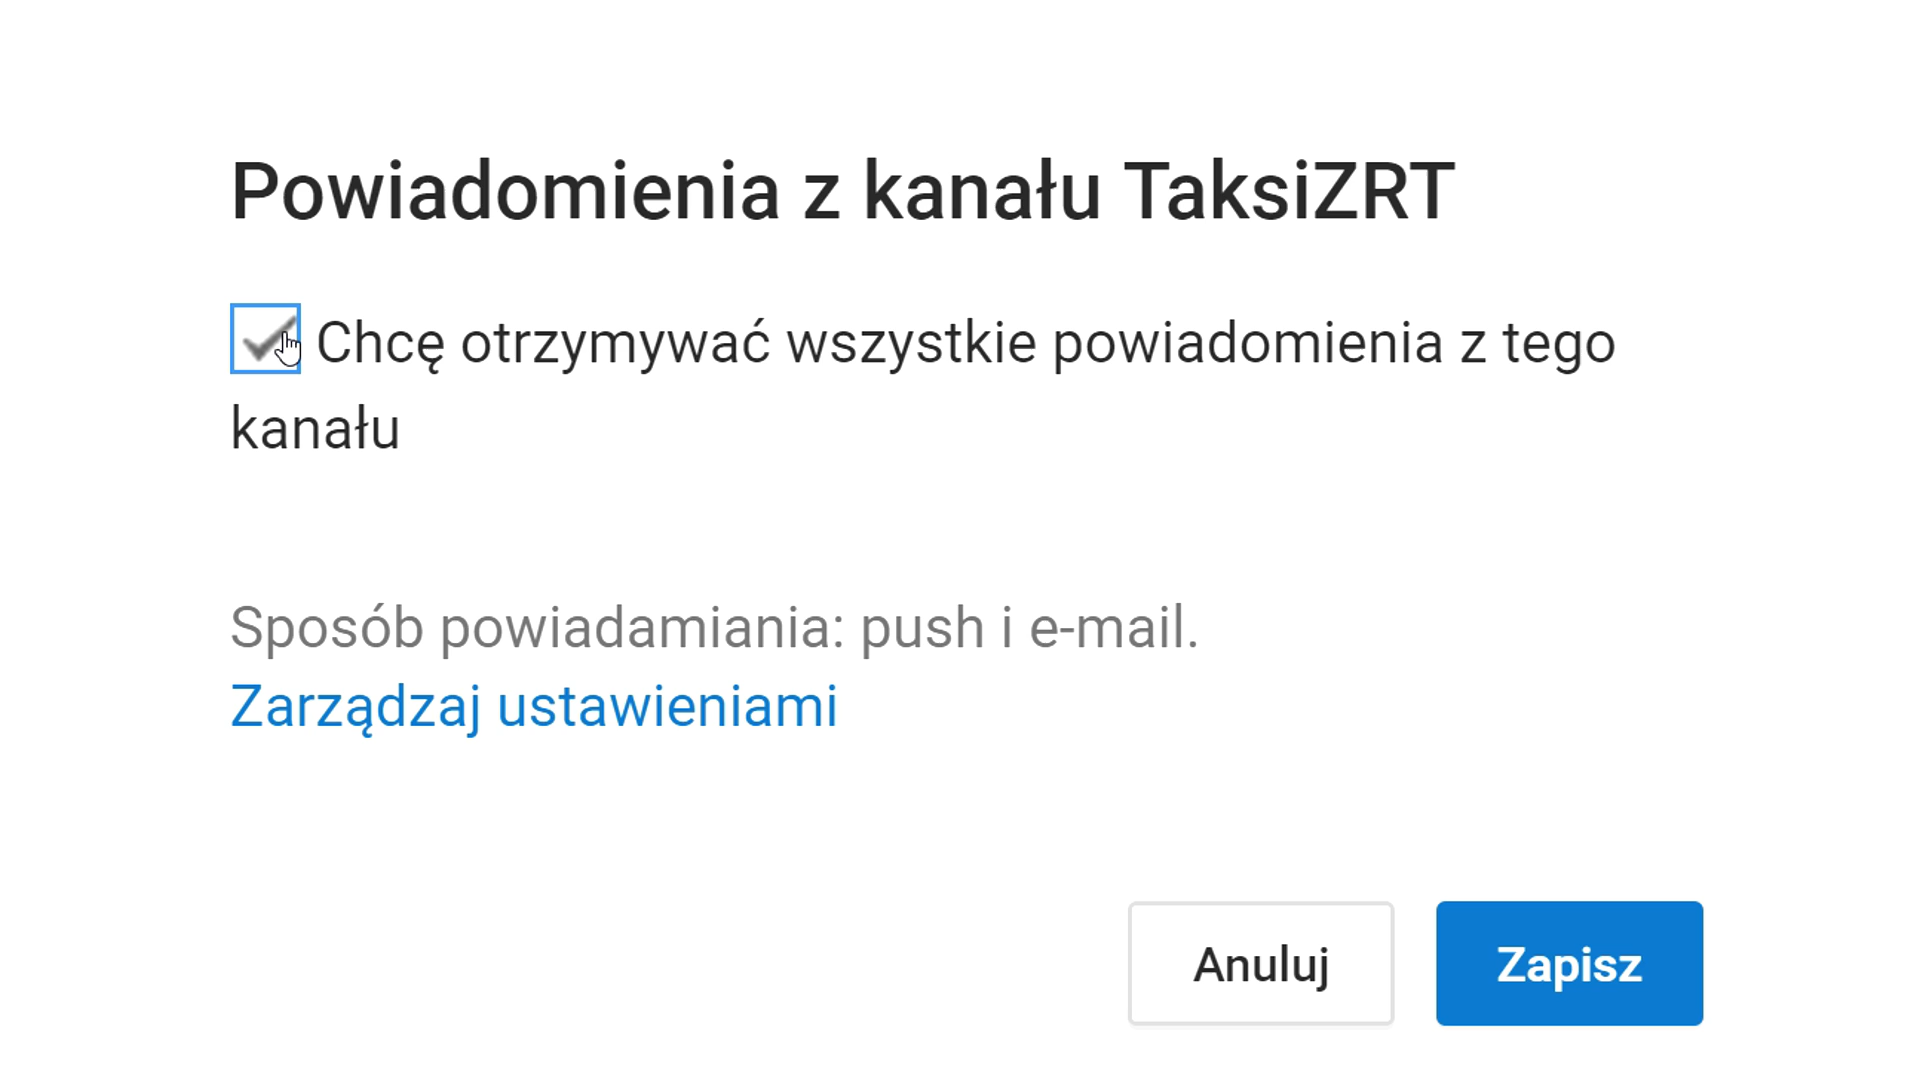 Powiadomienia z kanału TaksiZRT
Chcę otrzymywać wszystkie powiadomienia z tego
kanału
Sposób powiadamiania: push i e-mail.
Zarządzaj ustawieniami
Anuluj
Zapisz